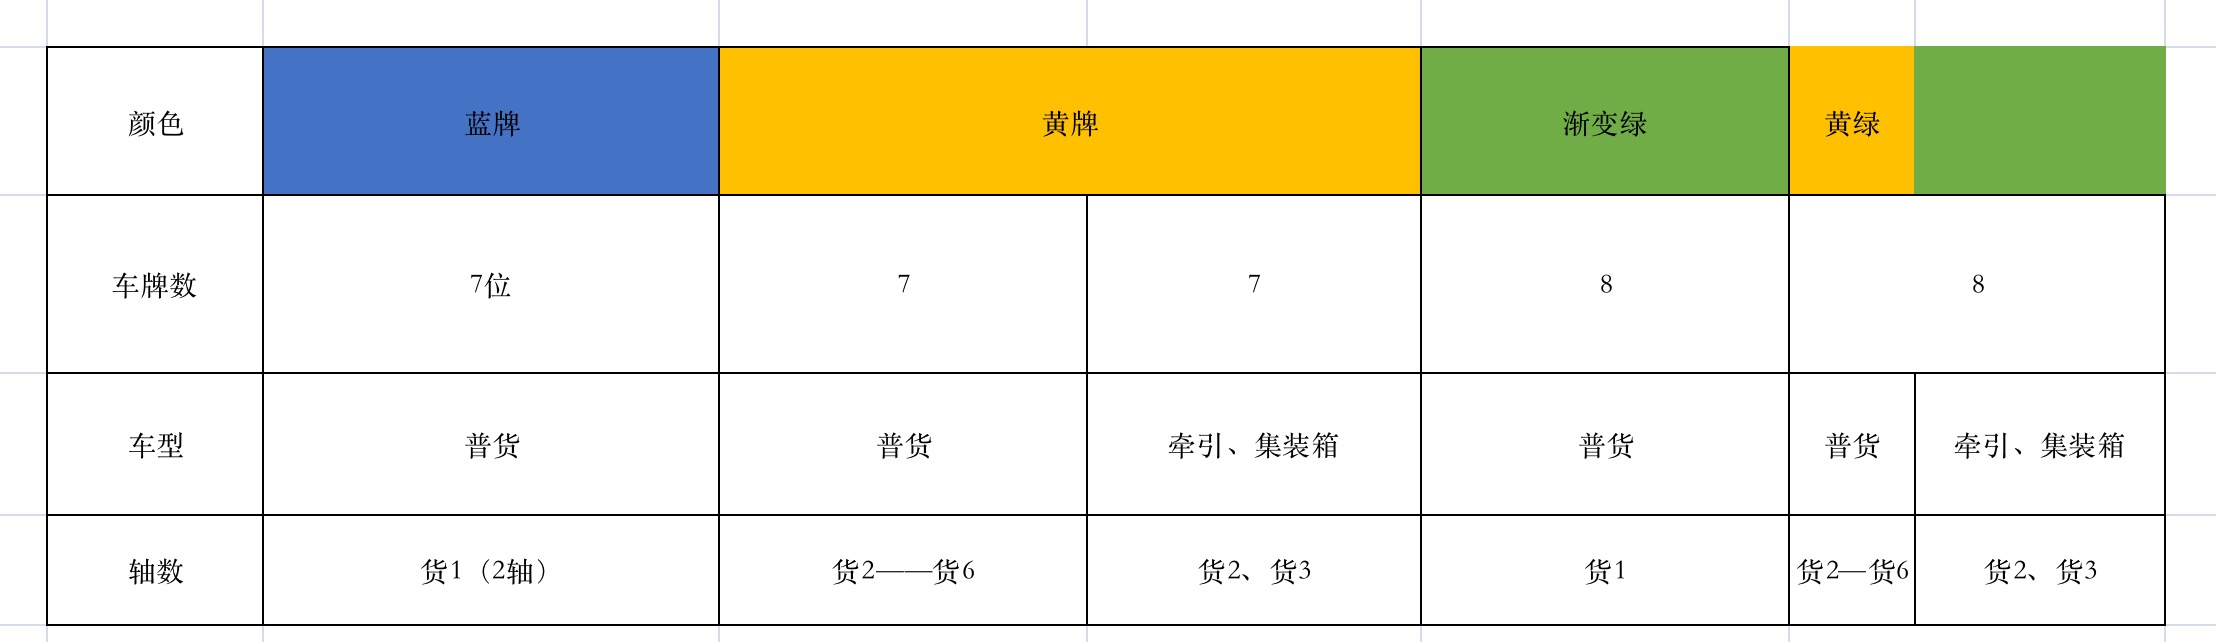 颜色 蓝牌 黄牌 渐变绿 黄绿
车牌数 7位 7 7 8 8
车型 普货 普货 牵引、集装箱 普货 普货 牵引、集装箱
轴数 货1（2轴） 货2——货6 货2、货3 货1 货2—货6 货2、货3